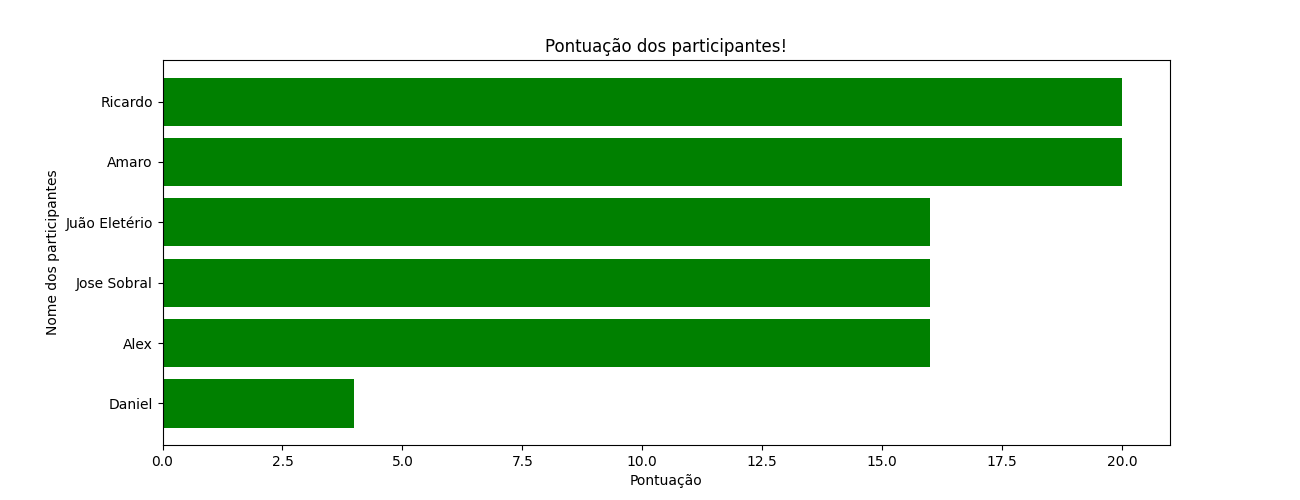 Pontuação dos participantes!
Nome dos participantes
Ricardo
Amaro
Juão Eletério
Jose Sobral
Alex
Daniel
0.0 2.5 5.0 7.5 10.0 12.5 15.0 17.5 20.0
Pontuação